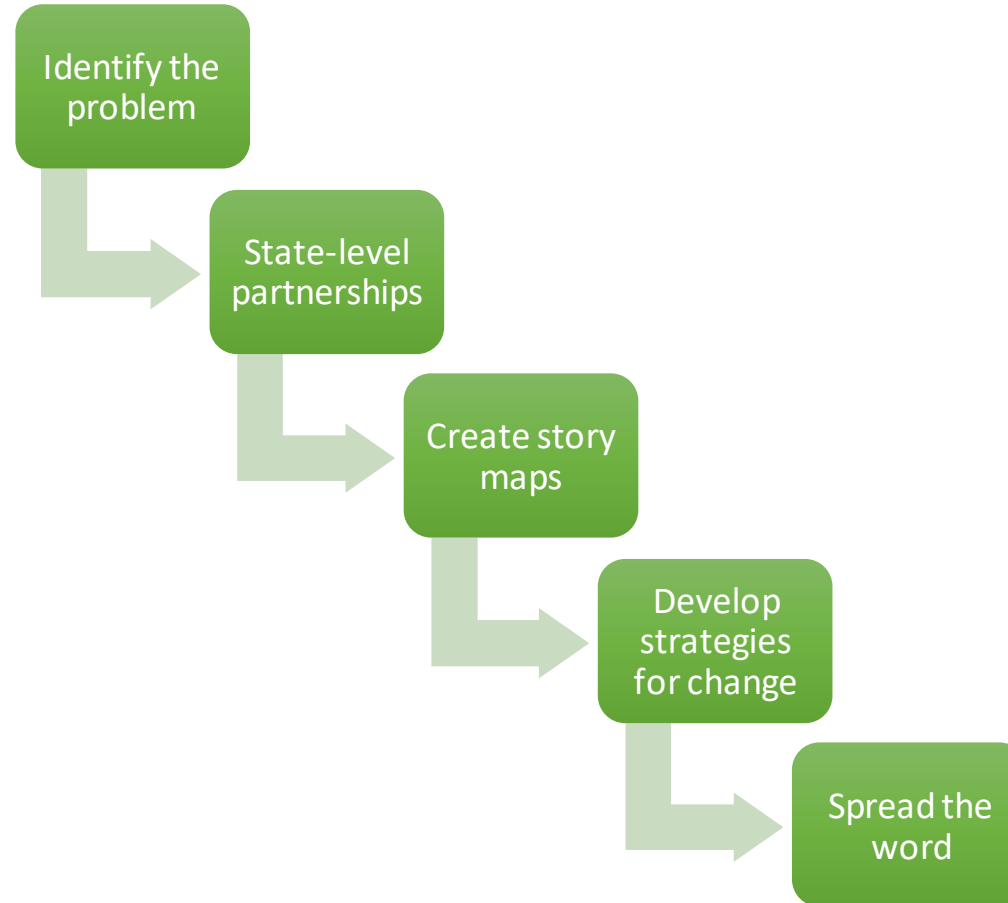 Identify the
problem
State-level
partnerships
Create story
maps
Develop
strategies
for change
Spread the
word